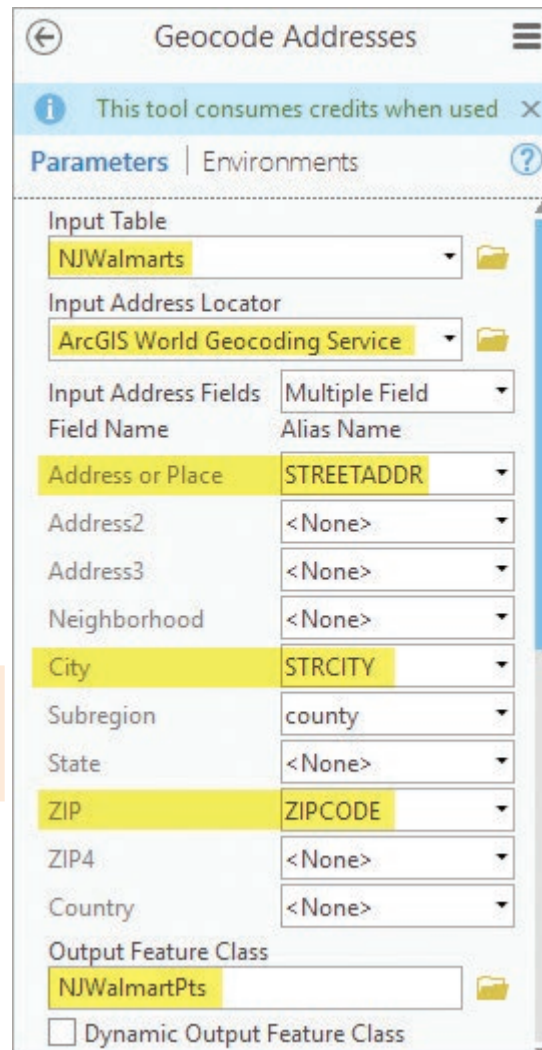 Geocode Addresses
This tool consumes credits when used ×
Parameters | Environments
Input Table
NJWalmarts
Input Address Locator
ArcGIS World Geocoding Service
Input Address Fields Multiple Field
Field Name Alias Name
Address or Place STREETADDR
Address2 <None>
Address3 <None>
Neighborhood <None>
City STRCITY
Subregion county
State <None>
ZIP ZIPCODE
ZIP4 <None>
Country <None>
Output Feature Class
NJWalmartPts
Dynamic Output Feature Class